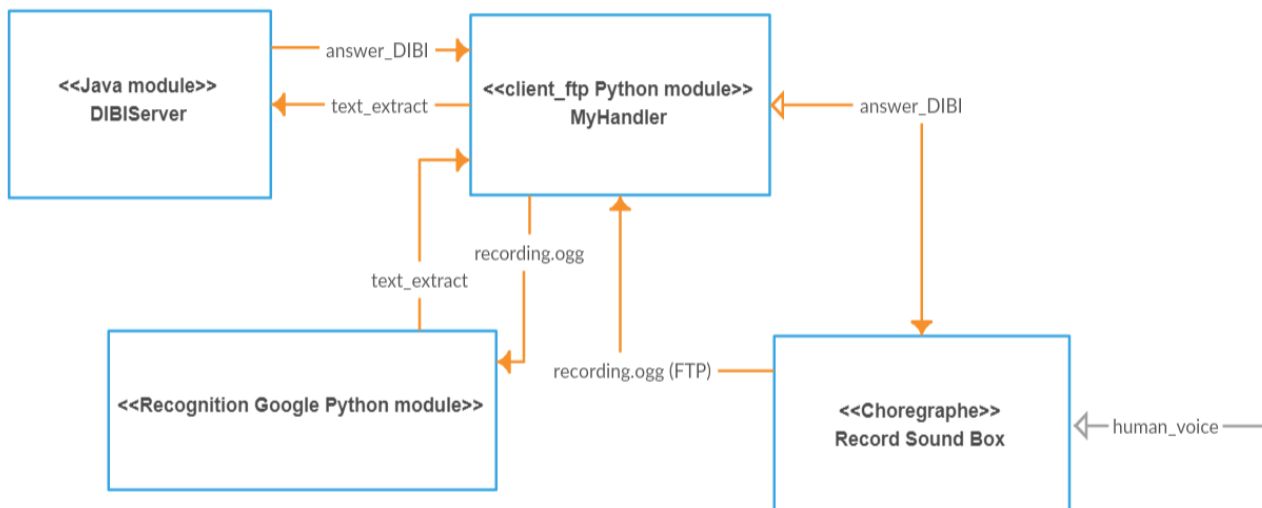 <<Java module>>
DIBIServer
answer_DIBI
text_extract
<<client_ftp Python module>>
MyHandler
answer_DIBI
recording.ogg
text_extract
recording.ogg (FTP)
<<Recognition Google Python module>>
<<Choregraphe>>
Record Sound Box
human_voice